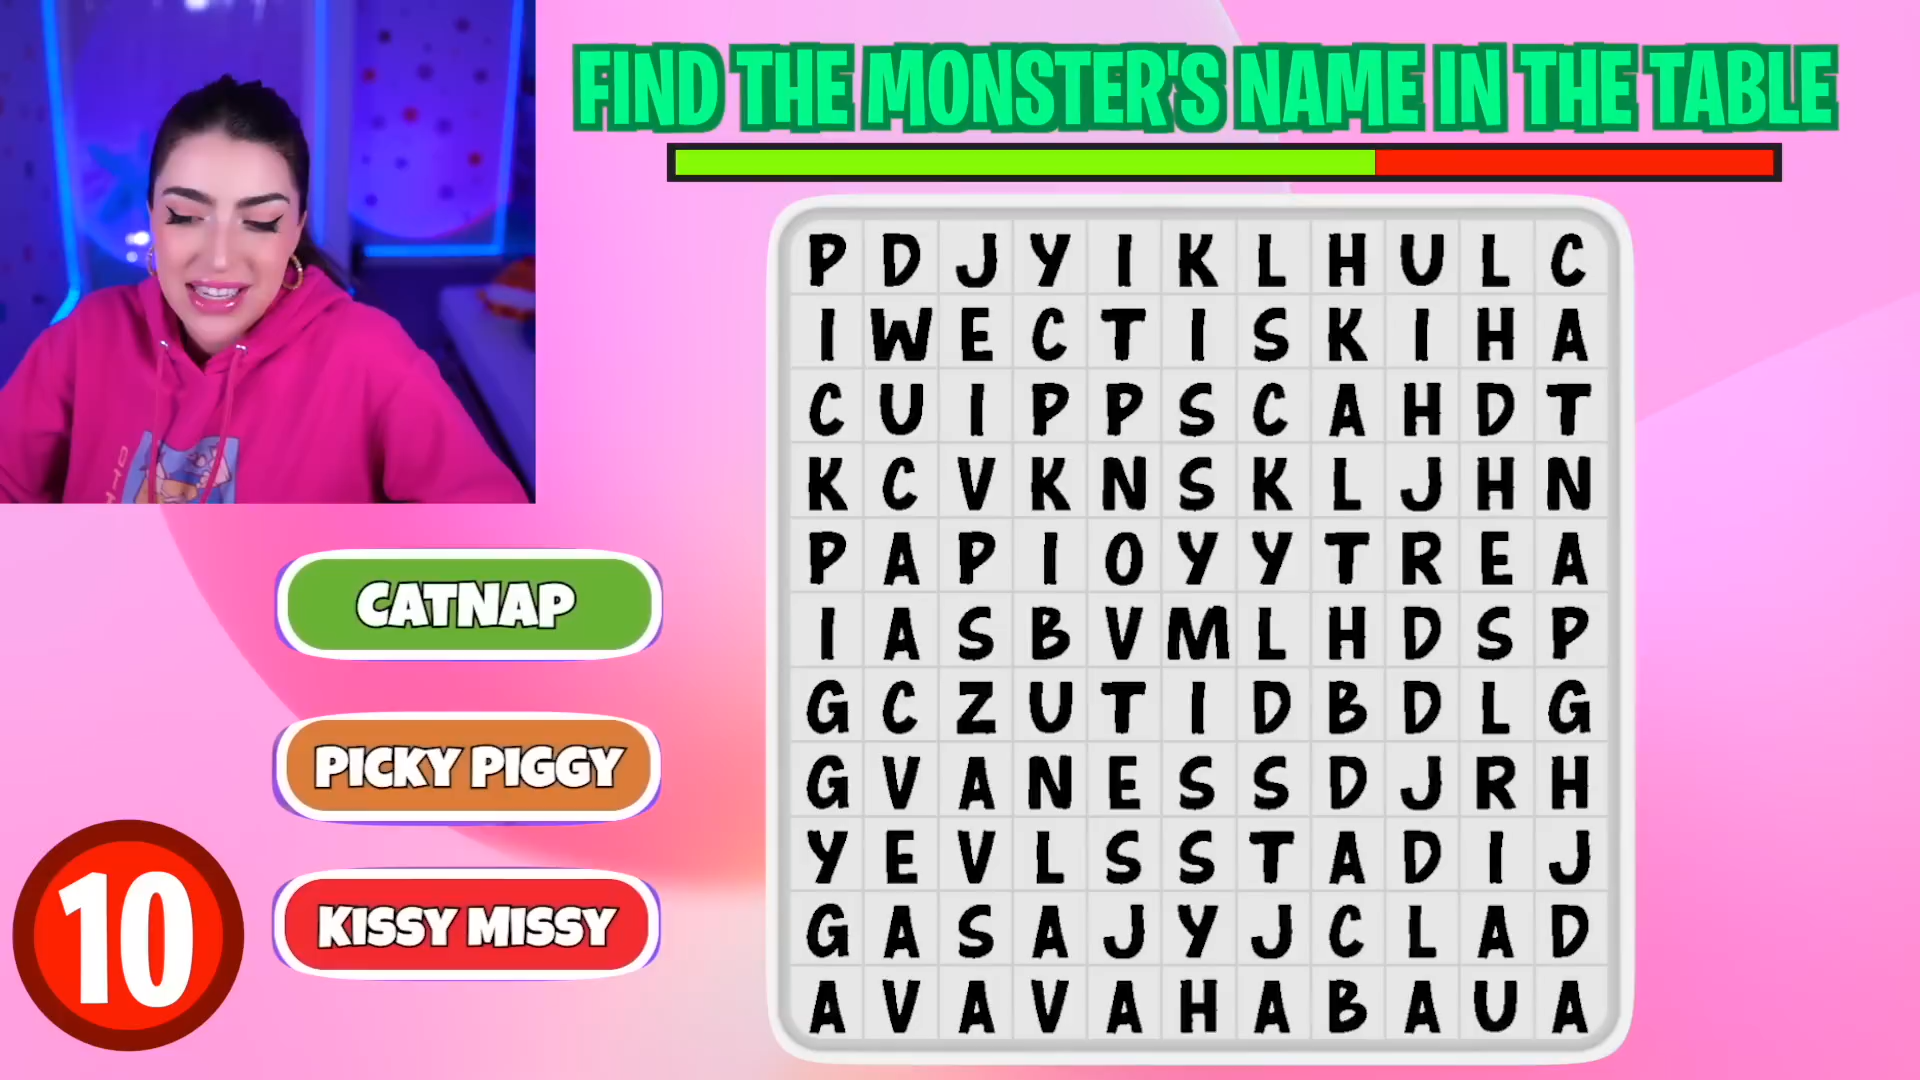 FIND THE MONSTER'S NAME IN THE TABLE
P D J Y I K L H U L C
I W E C T I S K I H A
C U I P P S C A H D T
K C V K N S K L J H N
P A P I O Y Y T R E A
I A S B V M L H D S P
G C Z U T I D B D L G
G V A N E S S D J R H
Y E V L S S T A D I J
G A S A J Y J C L A D
A V A V A H A B A U A
CATNAP
PICKY PIGGY
KISSY MISSY
10